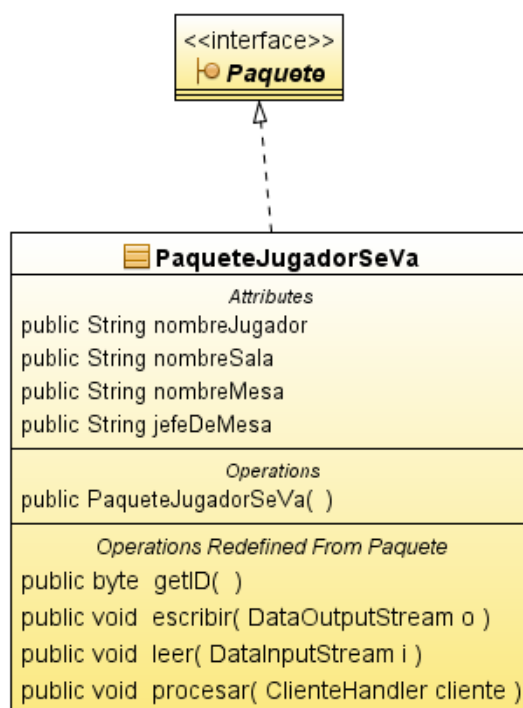 <<interface>>
Paquete
PaqueteJugadorSeVa
Attributes
public String nombreJugador
public String nombreSala
public String nombreMesa
public String jefeDeMesa
Operations
public PaqueteJugadorSeVa( )
Operations Redefined From Paquete
public byte getID( )
public void escribir( DataOutputStream o )
public void leer( DataInputStream i )
public void procesar( ClienteHandler cliente )